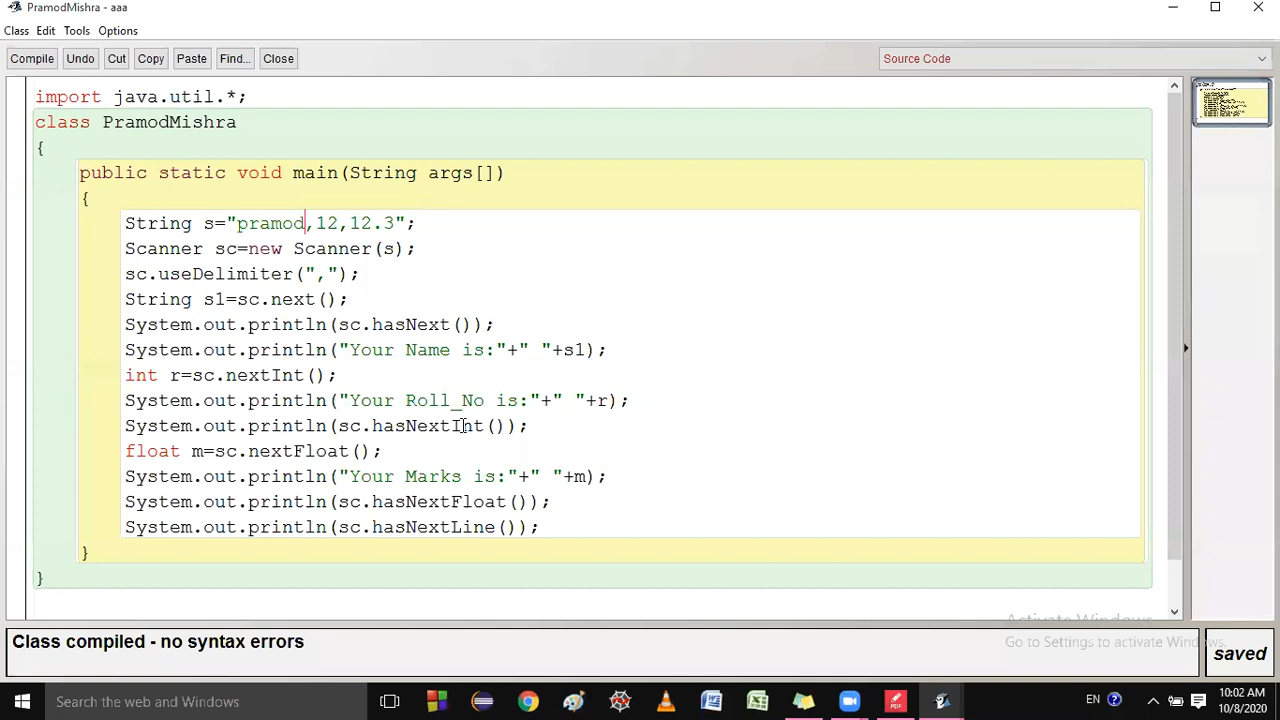 PramodMishra - aaa
Class Edit Tools Options
Compile Undo Cut Copy Paste Find... Close Source Code
import java.util.*;
class PramodMishra
{
public static void main(String args[])
{
String s="pramod,12,12.3";
Scanner sc=new Scanner(s);
sc.useDelimiter(",");
String s1=sc.next();
System.out.println(sc.hasNext());
System.out.println("Your Name is:"+" "+s1);
int r=sc.nextInt();
System.out.println("Your Roll_No is:"+" "+r);
System.out.println(sc.hasNextInt());
float m=sc.nextFloat();
System.out.println("Your Marks is:"+" "+m);
System.out.println(sc.hasNextFloat());
System.out.println(sc.hasNextLine());
}
}
Activate Windows
Go to Settings to activate Windows.
Class compiled - no syntax errors
saved
Search the web and Windows
EN
10:02 AM
10/8/2020